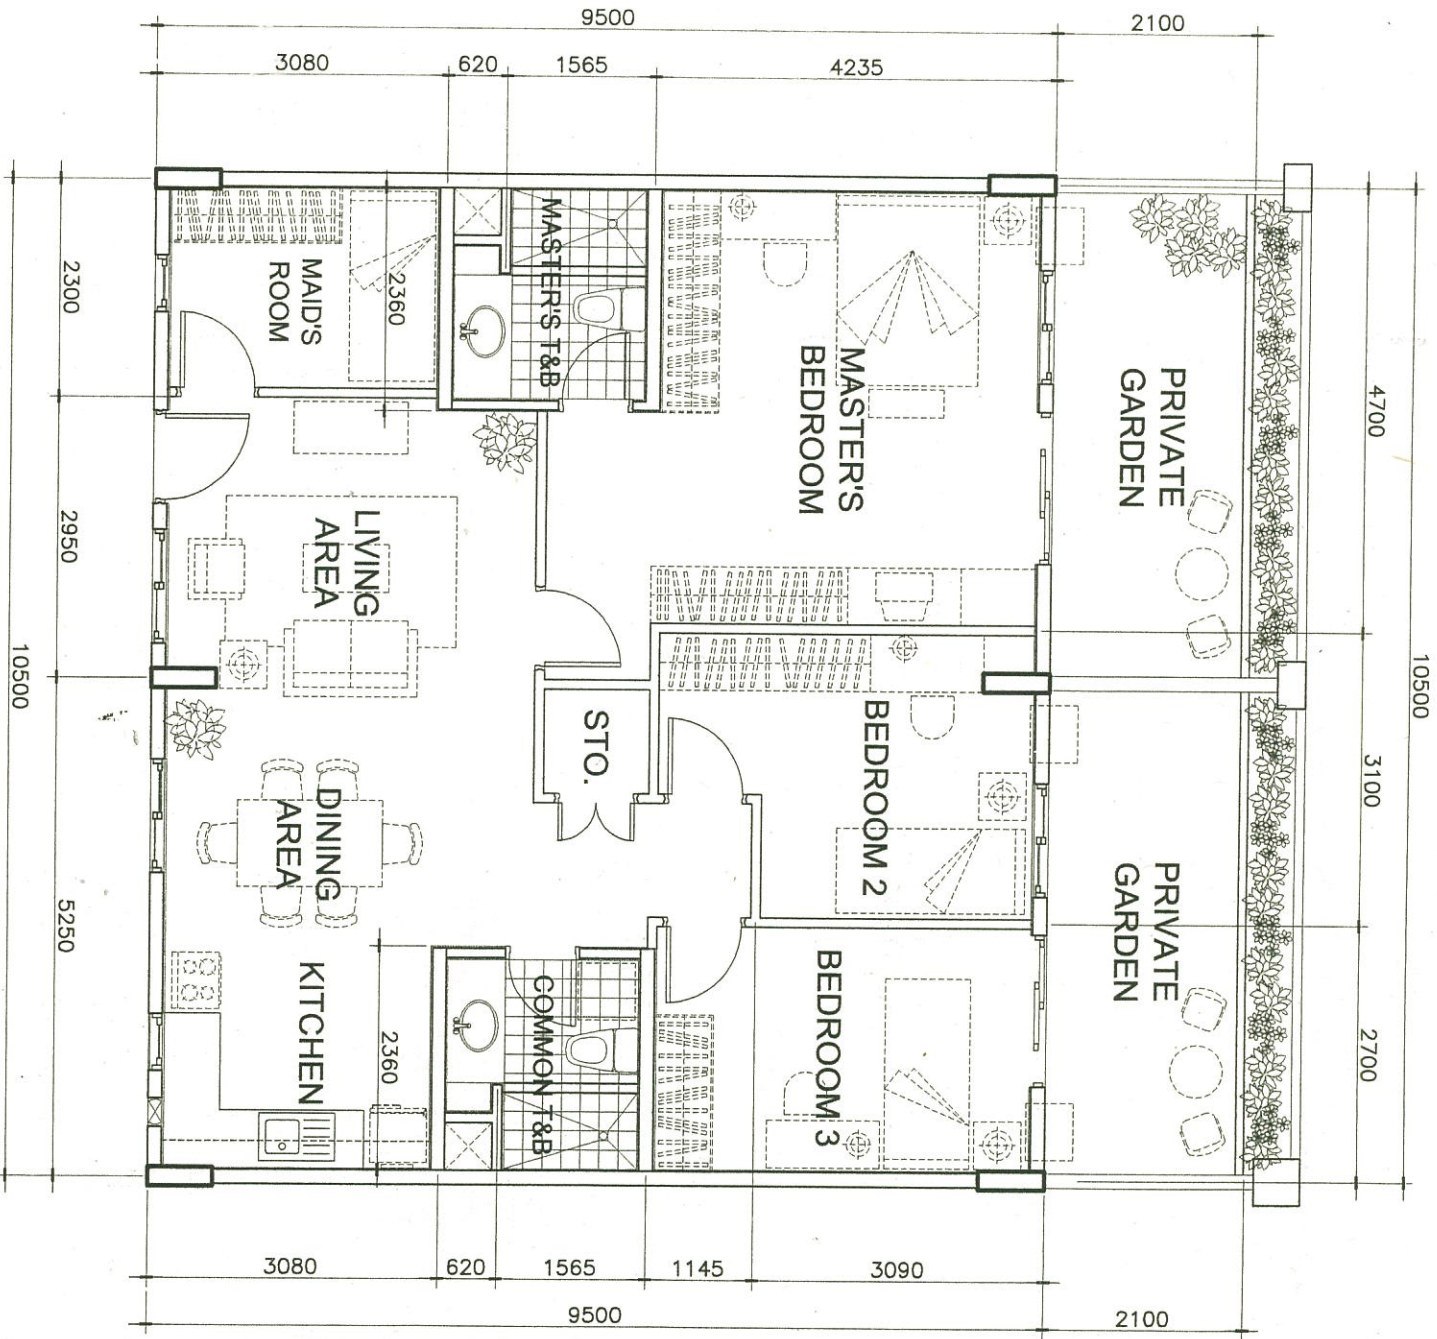 9500
2100
3080
620
1565
4235
2300
2950
5250
10500
4700
3100
2700
10500
MAID'S
ROOM
2360
MASTER'S T&B
MASTER'S
BEDROOM
PRIVATE
GARDEN
LIVING
AREA
STO.
BEDROOM 2
DINING
AREA
PRIVATE
GARDEN
KITCHEN
2360
COMMON T&B
BEDROOM 3
3080
620
1565
1145
3090
9500
2100